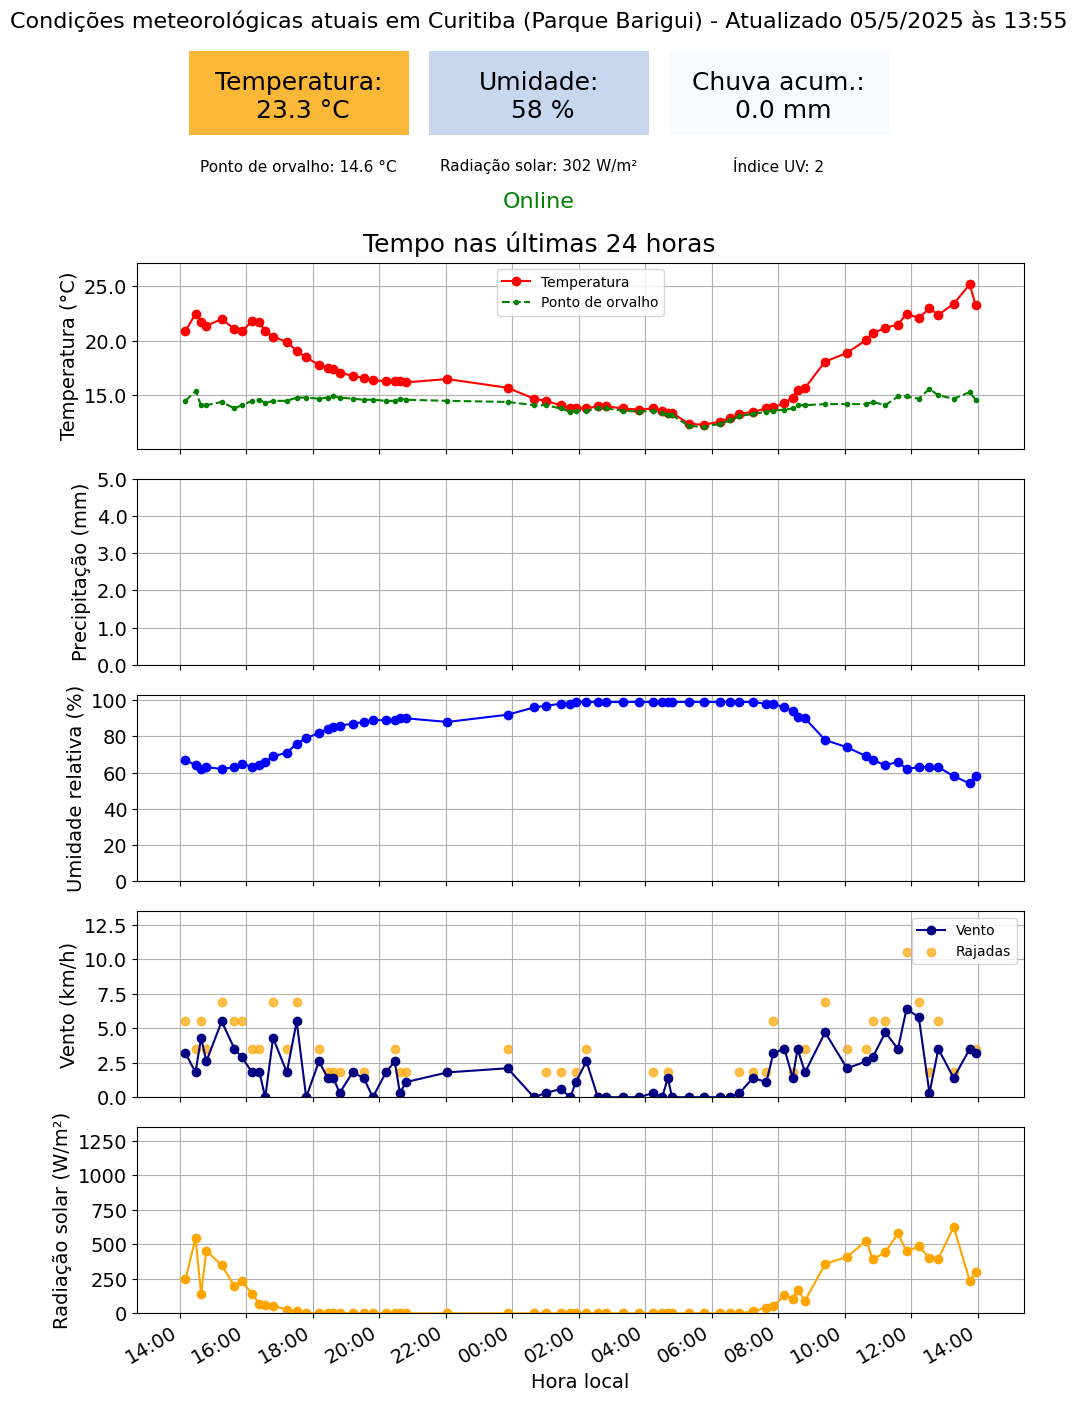 Condições meteorológicas atuais em Curitiba (Parque Barigui) - Atualizado 05/5/2025 às 13:55
Temperatura:
23.3 °C
Umidade:
58 %
Chuva acum.:
0.0 mm
Ponto de orvalho: 14.6 °C
Radiação solar: 302 W/m²
Índice UV: 2
Online
Tempo nas últimas 24 horas
Temperatura (°C)
25.0
20.0
15.0
Temperatura
Ponto de orvalho
Precipitação (mm)
5.0
4.0
3.0
2.0
1.0
0.0
Umidade relativa (%)
100
80
60
40
20
0
Vento (km/h)
12.5
10.0
7.5
5.0
2.5
0.0
Vento
Rajadas
Radiação solar (W/m²)
1250
1000
750
500
250
0
14:00
16:00
18:00
20:00
22:00
00:00
02:00
04:00
06:00
08:00
10:00
12:00
14:00
Hora local